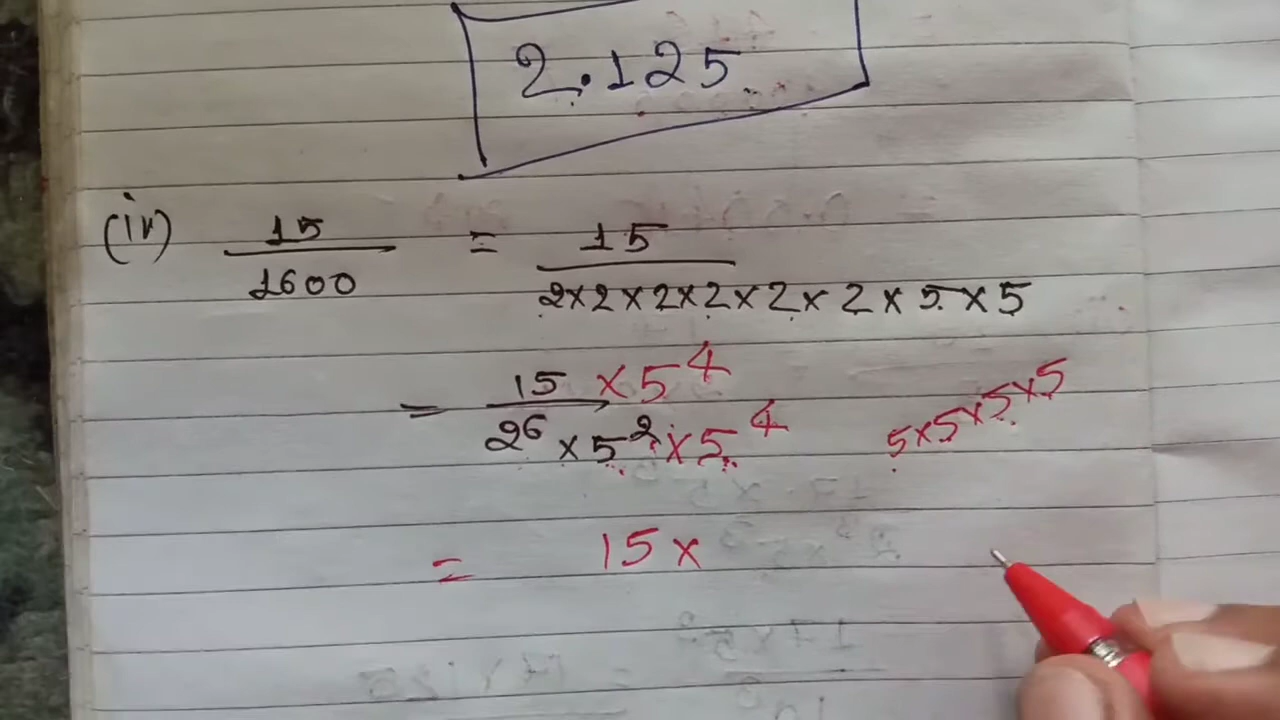 2.125
(iv) 15/1600 = 15/2×2×2×2×2×2×5×5
= 15×5⁴/2⁶×5²×5⁴ 5×5×5×5
= 15×